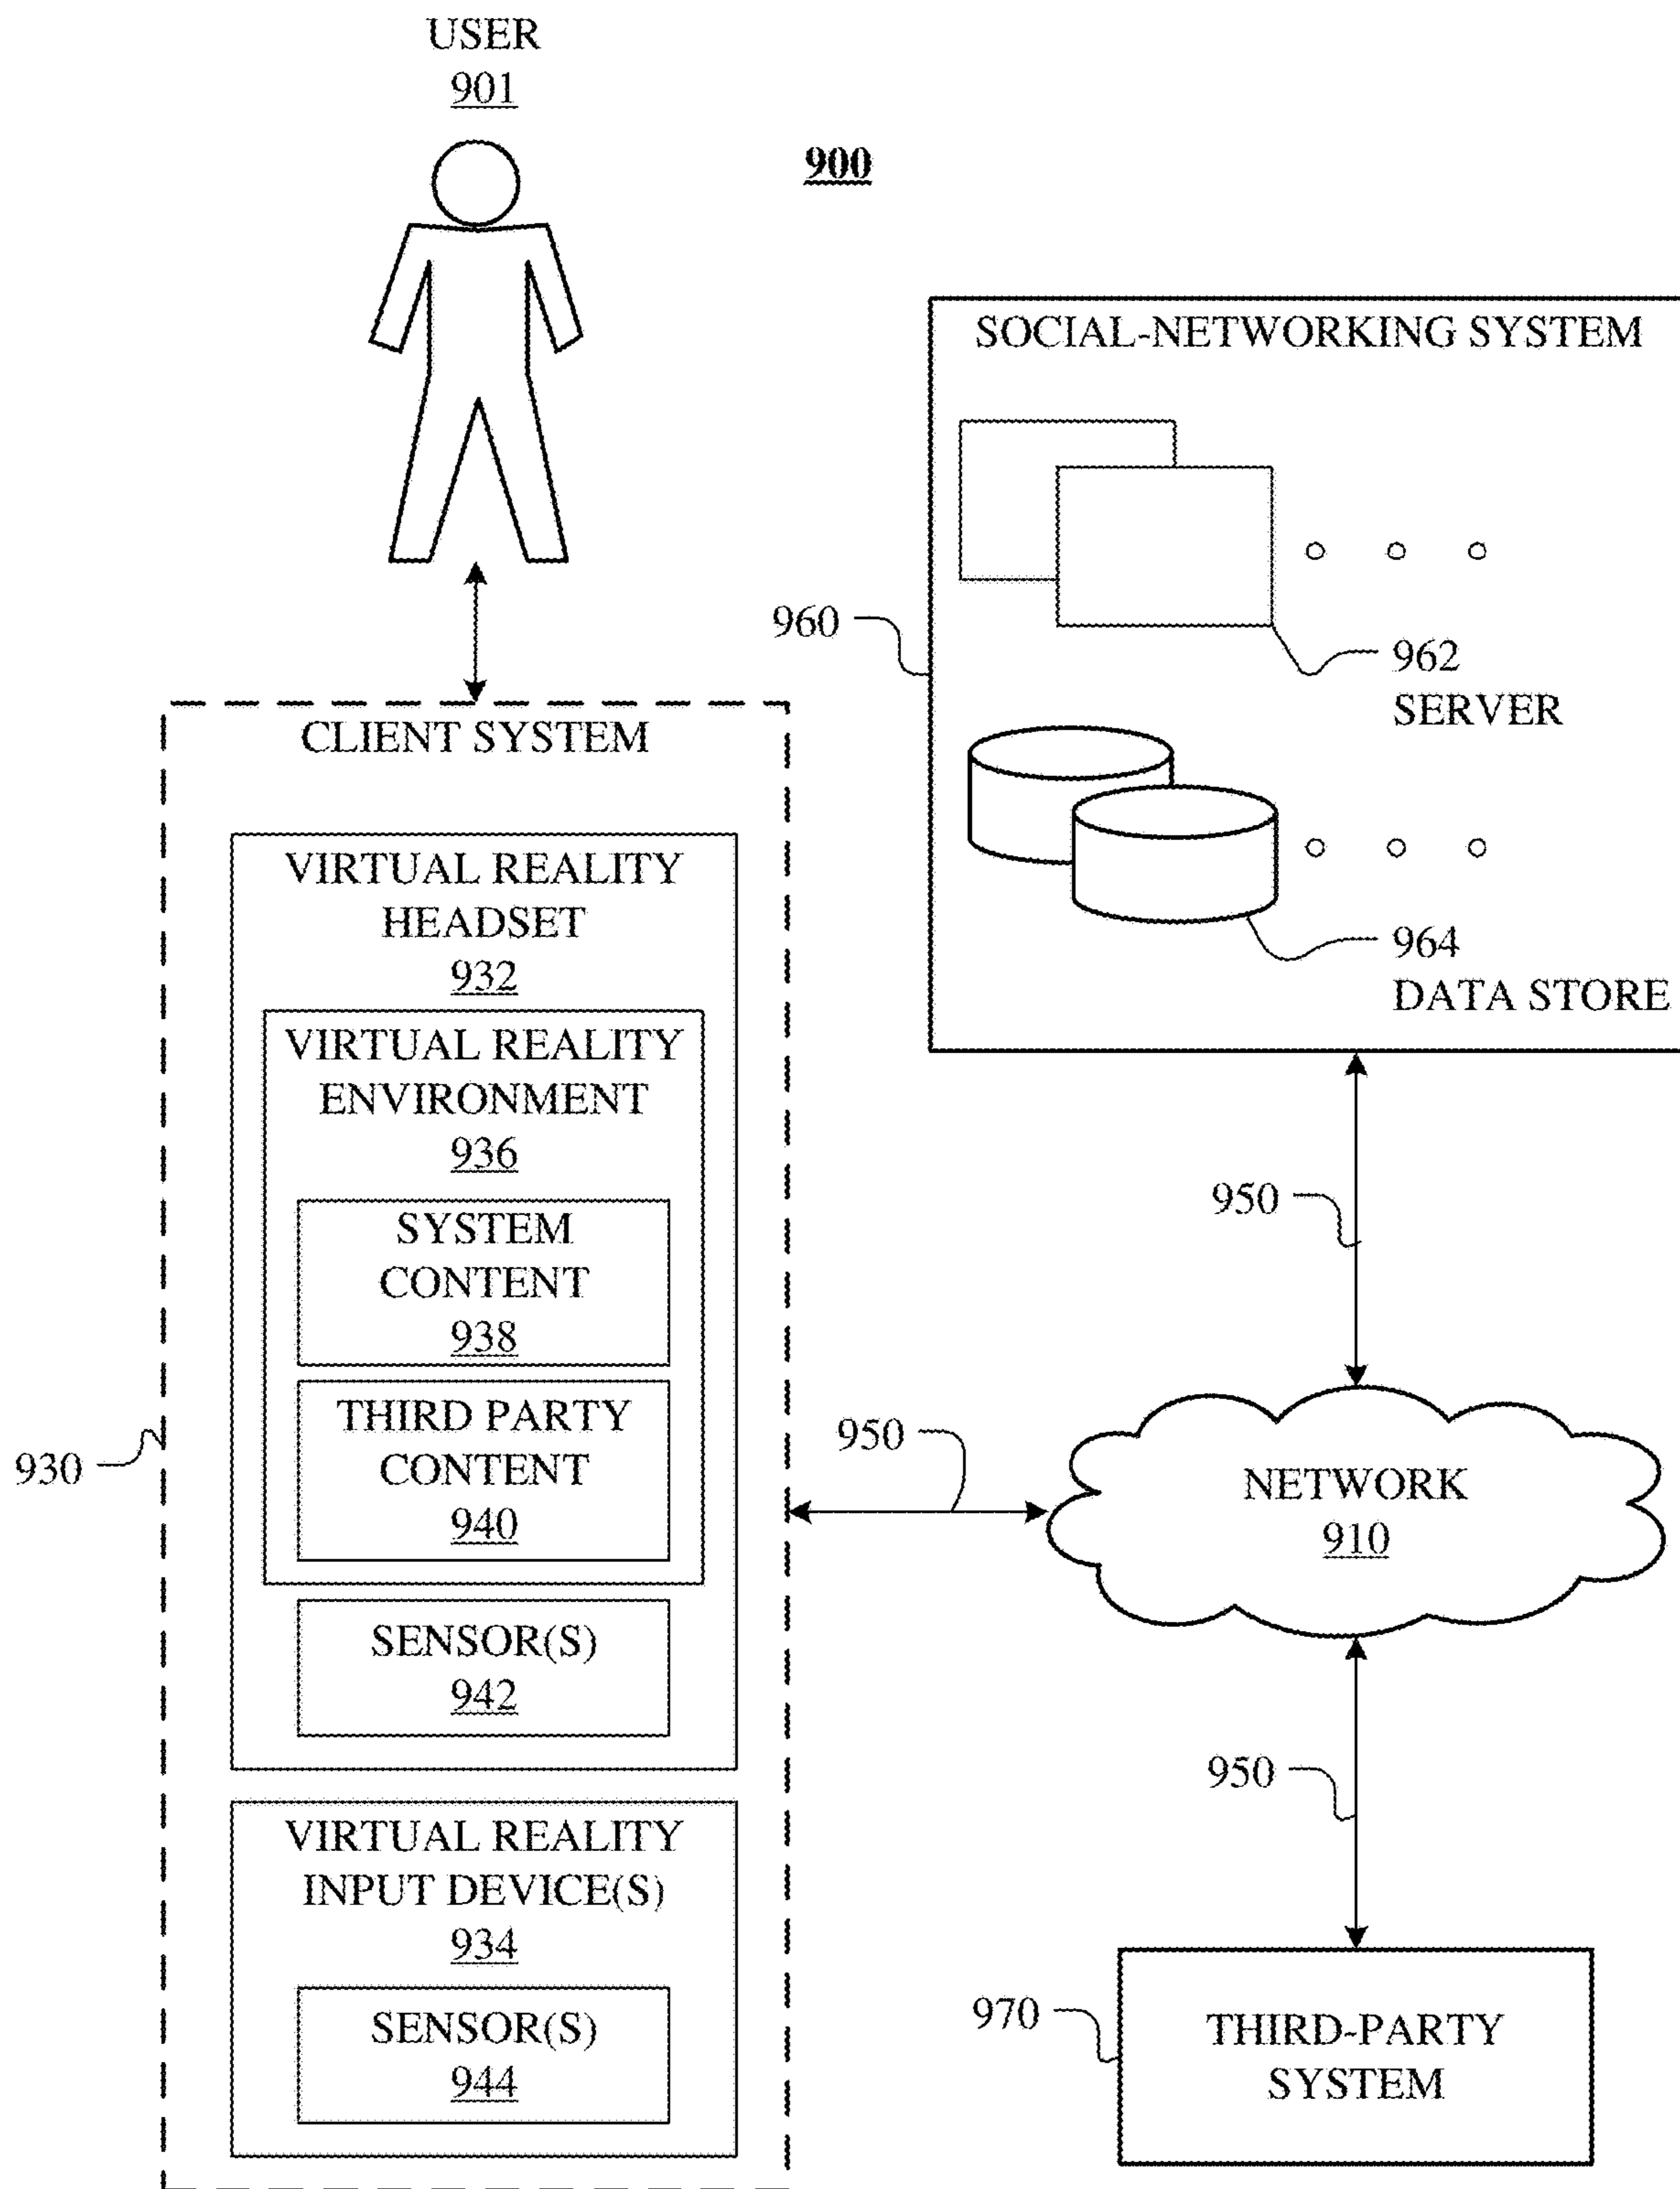 USER
901
900
SOCIAL-NETWORKING SYSTEM
960
962
SERVER
964
DATA STORE
CLIENT SYSTEM
VIRTUAL REALITY
HEADSET
932
VIRTUAL REALITY
ENVIRONMENT
936
SYSTEM
CONTENT
938
THIRD PARTY
CONTENT
940
930
SENSOR(S)
942
VIRTUAL REALITY
INPUT DEVICE(S)
934
SENSOR(S)
944
950
950
NETWORK
910
950
970
THIRD-PARTY
SYSTEM